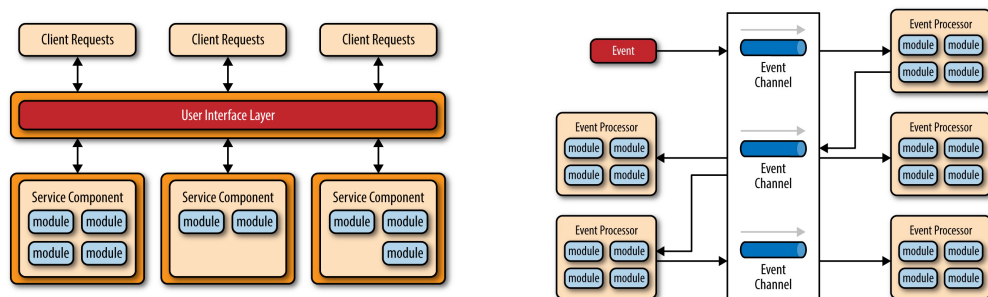 Client Requests
Client Requests
Client Requests
User Interface Layer
Service Component
module
module
module
module
Service Component
module
module
Service Component
module
module
module
Event
Event
Channel
Event Processor
module
module
module
module
Event Processor
module
module
module
module
Event
Channel
Event Processor
module
module
module
module
Event Processor
module
module
module
module
Event
Channel
Event Processor
module
module
module
module